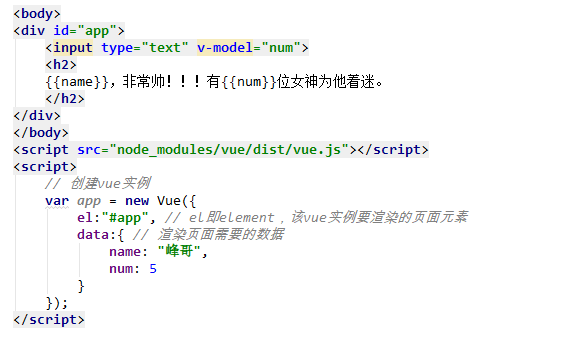 <body>
<div id="app">
    <input type="text" v-model="num">
    <h2>
    {{name}}，非常帅！！！有{{num}}位女神为他着迷。
    </h2>
</div>
</body>
<script src="node_modules/vue/dist/vue.js"></script>
<script>
    // 创建vue实例
    var app = new Vue({
        el:"#app", // el即element，该vue实例要渲染的页面元素
        data:{ // 渲染页面需要的数据
            name: "峰哥",
            num: 5
        }
    });
</script>